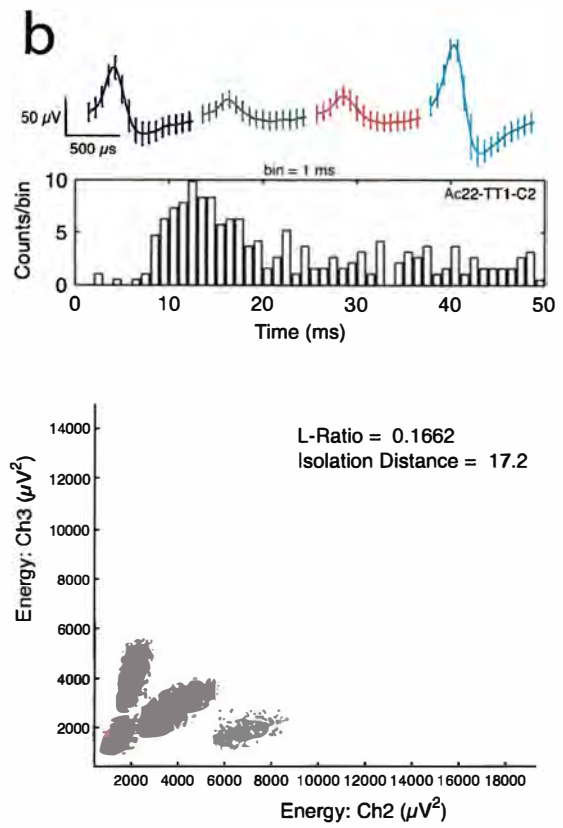 b
50 µV
500 µs
bin = 1 ms
Ac22-TT1-C2
Counts/bin
10
5
0
0 10 20 30 40 50
Time (ms)
L-Ratio = 0.1662
Isolation Distance = 17.2
Energy: Ch3 (µV²)
14000
12000
10000
8000
6000
4000
2000
2000 4000 6000 8000 10000 12000 14000 16000 18000
Energy: Ch2 (µV²)